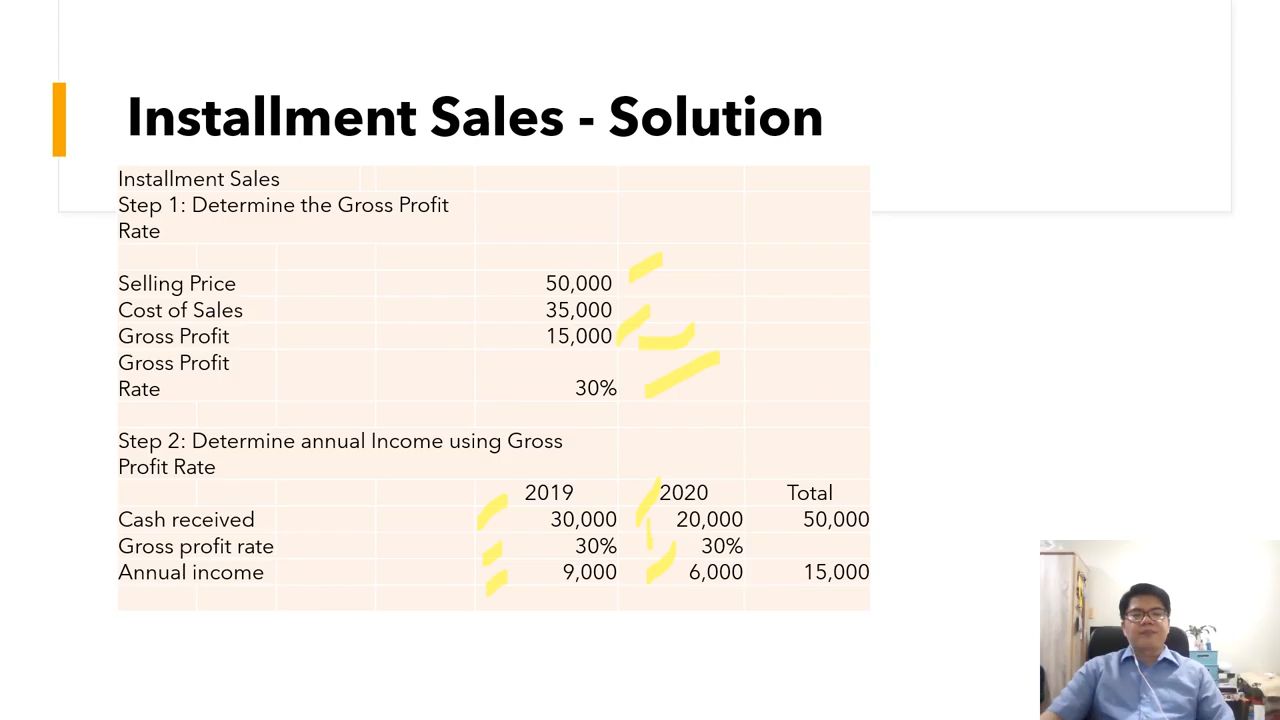 Installment Sales - Solution
Installment Sales
Step 1: Determine the Gross Profit
Rate
Selling Price 50,000
Cost of Sales 35,000
Gross Profit 15,000
Gross Profit
Rate 30%
Step 2: Determine annual Income using Gross
Profit Rate
2019 2020 Total
Cash received 30,000 20,000 50,000
Gross profit rate 30% 30%
Annual income 9,000 6,000 15,000